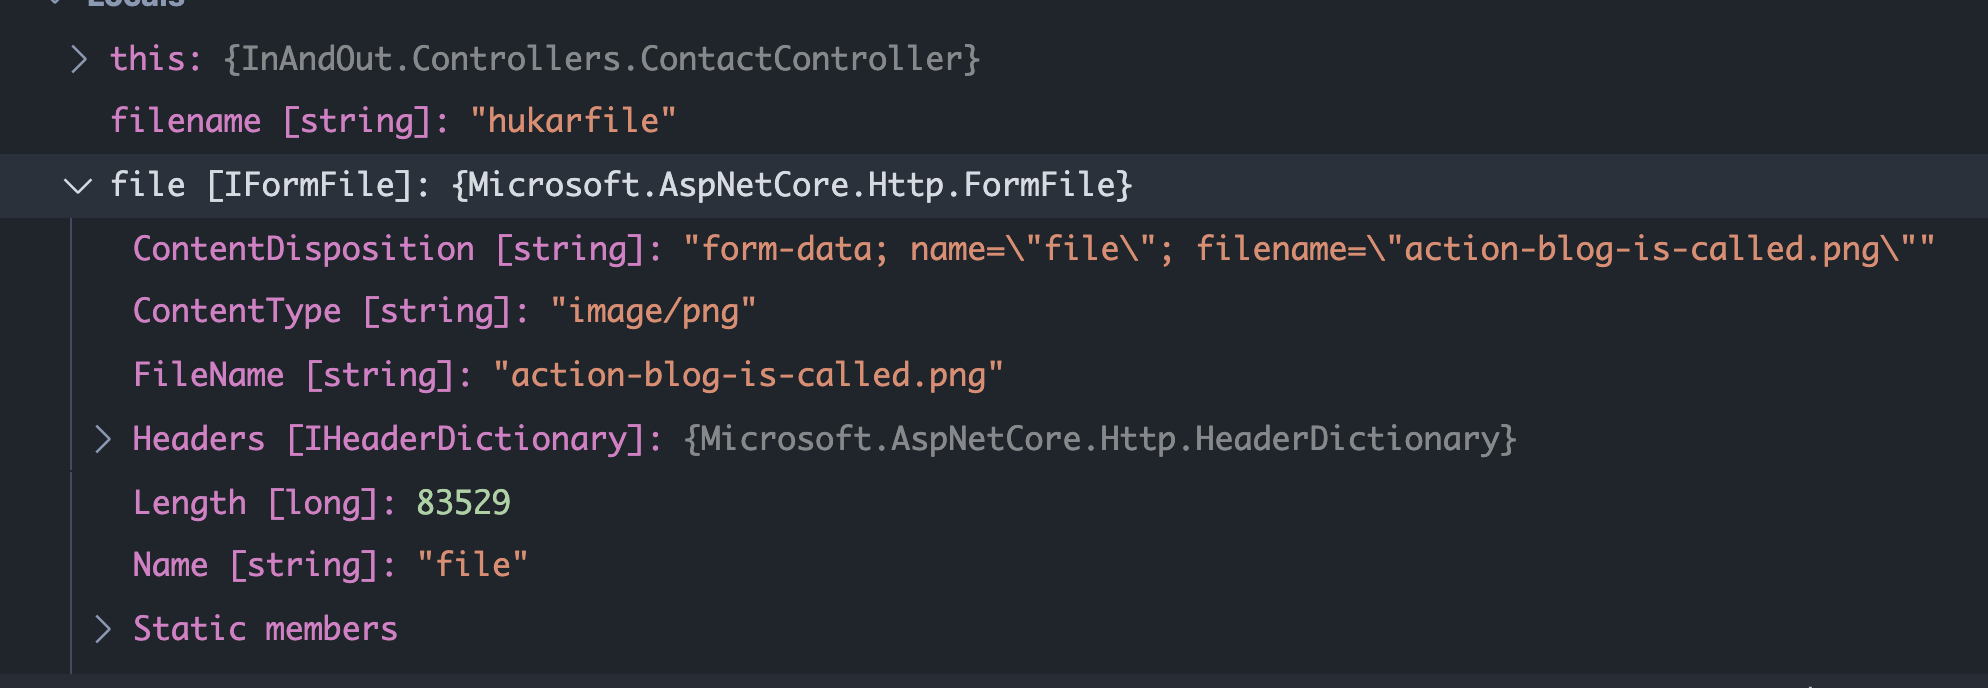 Locals
this: {InAndOut.Controllers.ContactController}
filename [string]: "hukarfile"
file [IFormFile]: {Microsoft.AspNetCore.Http.FormFile}
ContentDisposition [string]: "form-data; name=\"file\"; filename=\"action-blog-is-called.png\""
ContentType [string]: "image/png"
FileName [string]: "action-blog-is-called.png"
Headers [IHeaderDictionary]: {Microsoft.AspNetCore.Http.HeaderDictionary}
Length [long]: 83529
Name [string]: "file"
Static members